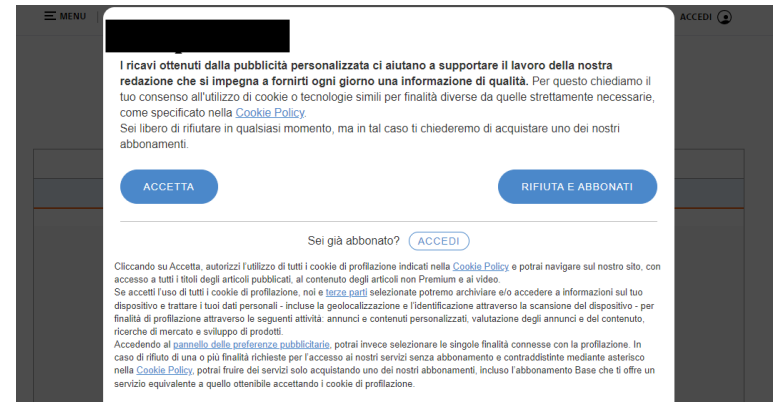 MENU
ACCEDI
I ricavi ottenuti dalla pubblicità personalizzata ci aiutano a supportare il lavoro della nostra
redazione che si impegna a fornirti ogni giorno una informazione di qualità. Per questo chiediamo il
tuo consenso all'utilizzo di cookie o tecnologie simili per finalità diverse da quelle strettamente necessarie,
come specificato nella Cookie Policy.
Sei libero di rifiutare in qualsiasi momento, ma in tal caso ti chiederemo di acquistare uno dei nostri
abbonamenti.
ACCETTA
RIFIUTA E ABBONATI
Sei già abbonato? ACCEDI
Cliccando su Accetta, autorizzi l'utilizzo di tutti i cookie di profilazione indicati nella Cookie Policy e potrai navigare sul nostro sito, con
accesso a tutti i titoli degli articoli pubblicati, al contenuto degli articoli non Premium e ai video.
Se accetti l'uso di tutti i cookie di profilazione, noi e terze parti selezionate potremo archiviare e/o accedere a informazioni sul tuo
dispositivo e trattare i tuoi dati personali - incluse la geolocalizzazione e l'identificazione attraverso la scansione del dispositivo - per
finalità di profilazione attraverso le seguenti attività: annunci e contenuti personalizzati, valutazione degli annunci e del contenuto,
ricerche di mercato e sviluppo di prodotti.
Accedendo al pannello delle preferenze pubblicitarie, potrai invece selezionare le singole finalità connesse con la profilazione. In
caso di rifiuto di una o più finalità richieste per l'accesso ai nostri servizi senza abbonamento e contraddistinte mediante asterisco
nella Cookie Policy, potrai fruire dei servizi solo acquistando uno dei nostri abbonamenti, incluso l'abbonamento Base che ti offre un
servizio equivalente a quello ottenibile accettando i cookie di profilazione.